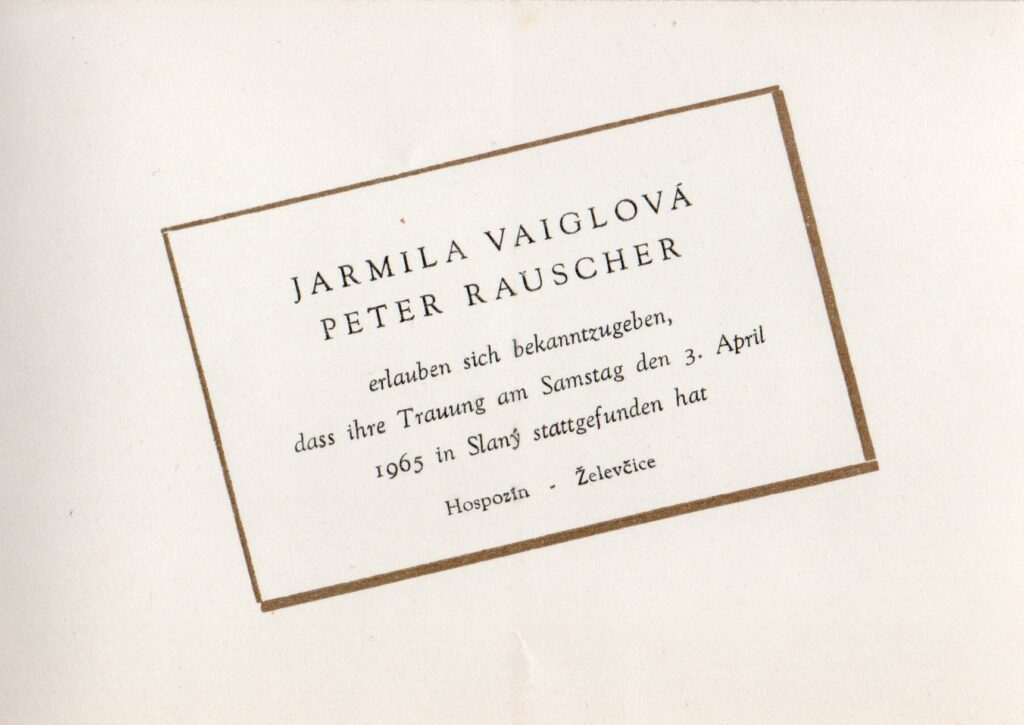 JARMILA VAIGLOVÁ
PETER RAUSCHER
erlauben sich bekanntzugeben,
dass ihre Trauung am Samstag den 3. April
1965 in Slaný stattgefunden hat
Hospozín - Želevčice